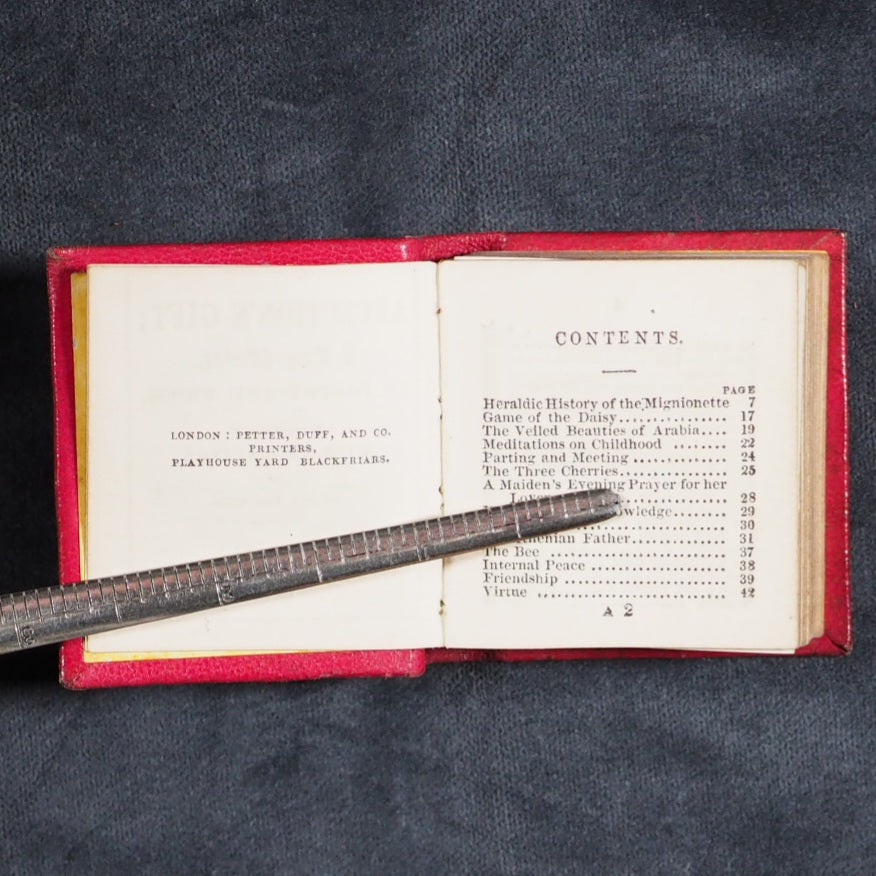 LONDON: PETTER, DUFF, AND CO.
PRINTERS,
PLAYHOUSE YARD BLACKFRIARS.
CONTENTS.
PAGE
Heraldic History of the Mignionette 7
Game of the Daisy................ 17
The Veiled Beauties of Arabia.... 19
Meditations on Childhood ........ 22
Parting and Meeting .............. 24
The Three Cherries............... 25
A Maiden's Evening Prayer for her
28
29
30
Father............ 31
The Bee ......................... 37
Internal Peace .................... 38
Friendship ....................... 39
Virtue ........................... 42
A 2